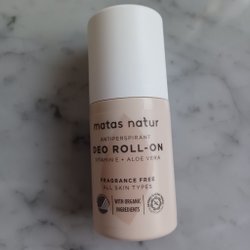 matas natur
ANTIPERSPIRANT
DEO ROLL-ON
VITAMIN E + ALOE VERA
FRAGRANCE FREE
ALL SKIN TYPES
WITH ORGANIC
INGREDIENTS